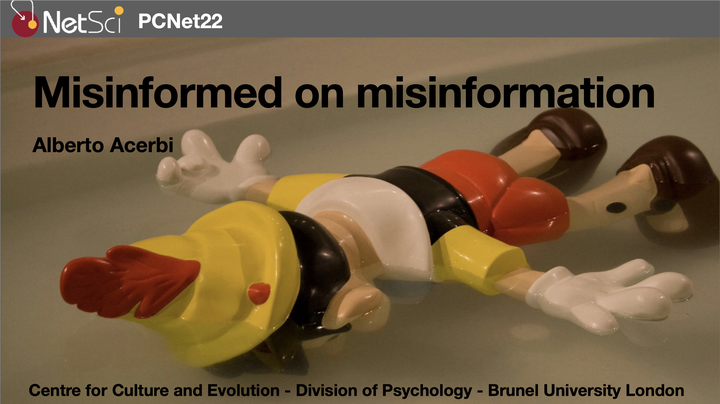 NetSci PCNet22
Misinformed on misinformation
Alberto Acerbi
Centre for Culture and Evolution - Division of Psychology - Brunel University London